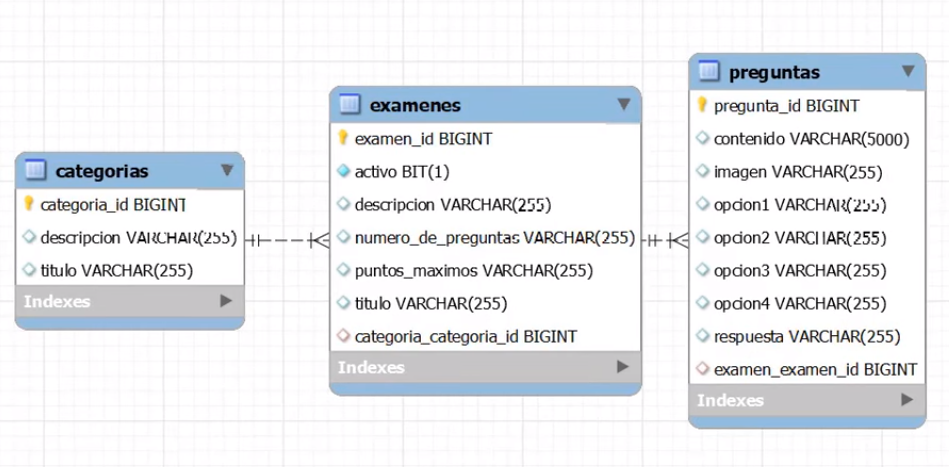 categorias
categoria_id BIGINT
descripcion VARCHAR(255)
titulo VARCHAR(255)
Indexes
examenes
examen_id BIGINT
activo BIT(1)
descripcion VARCHAR(255)
numero_de_preguntas VARCHAR(255)
puntos_maximos VARCHAR(255)
titulo VARCHAR(255)
categoria_categoria_id BIGINT
Indexes
preguntas
pregunta_id BIGINT
contenido VARCHAR(5000)
imagen VARCHAR(255)
opcion1 VARCHAR(255)
opcion2 VARCHAR(255)
opcion3 VARCHAR(255)
opcion4 VARCHAR(255)
respuesta VARCHAR(255)
examen_examen_id BIGINT
Indexes